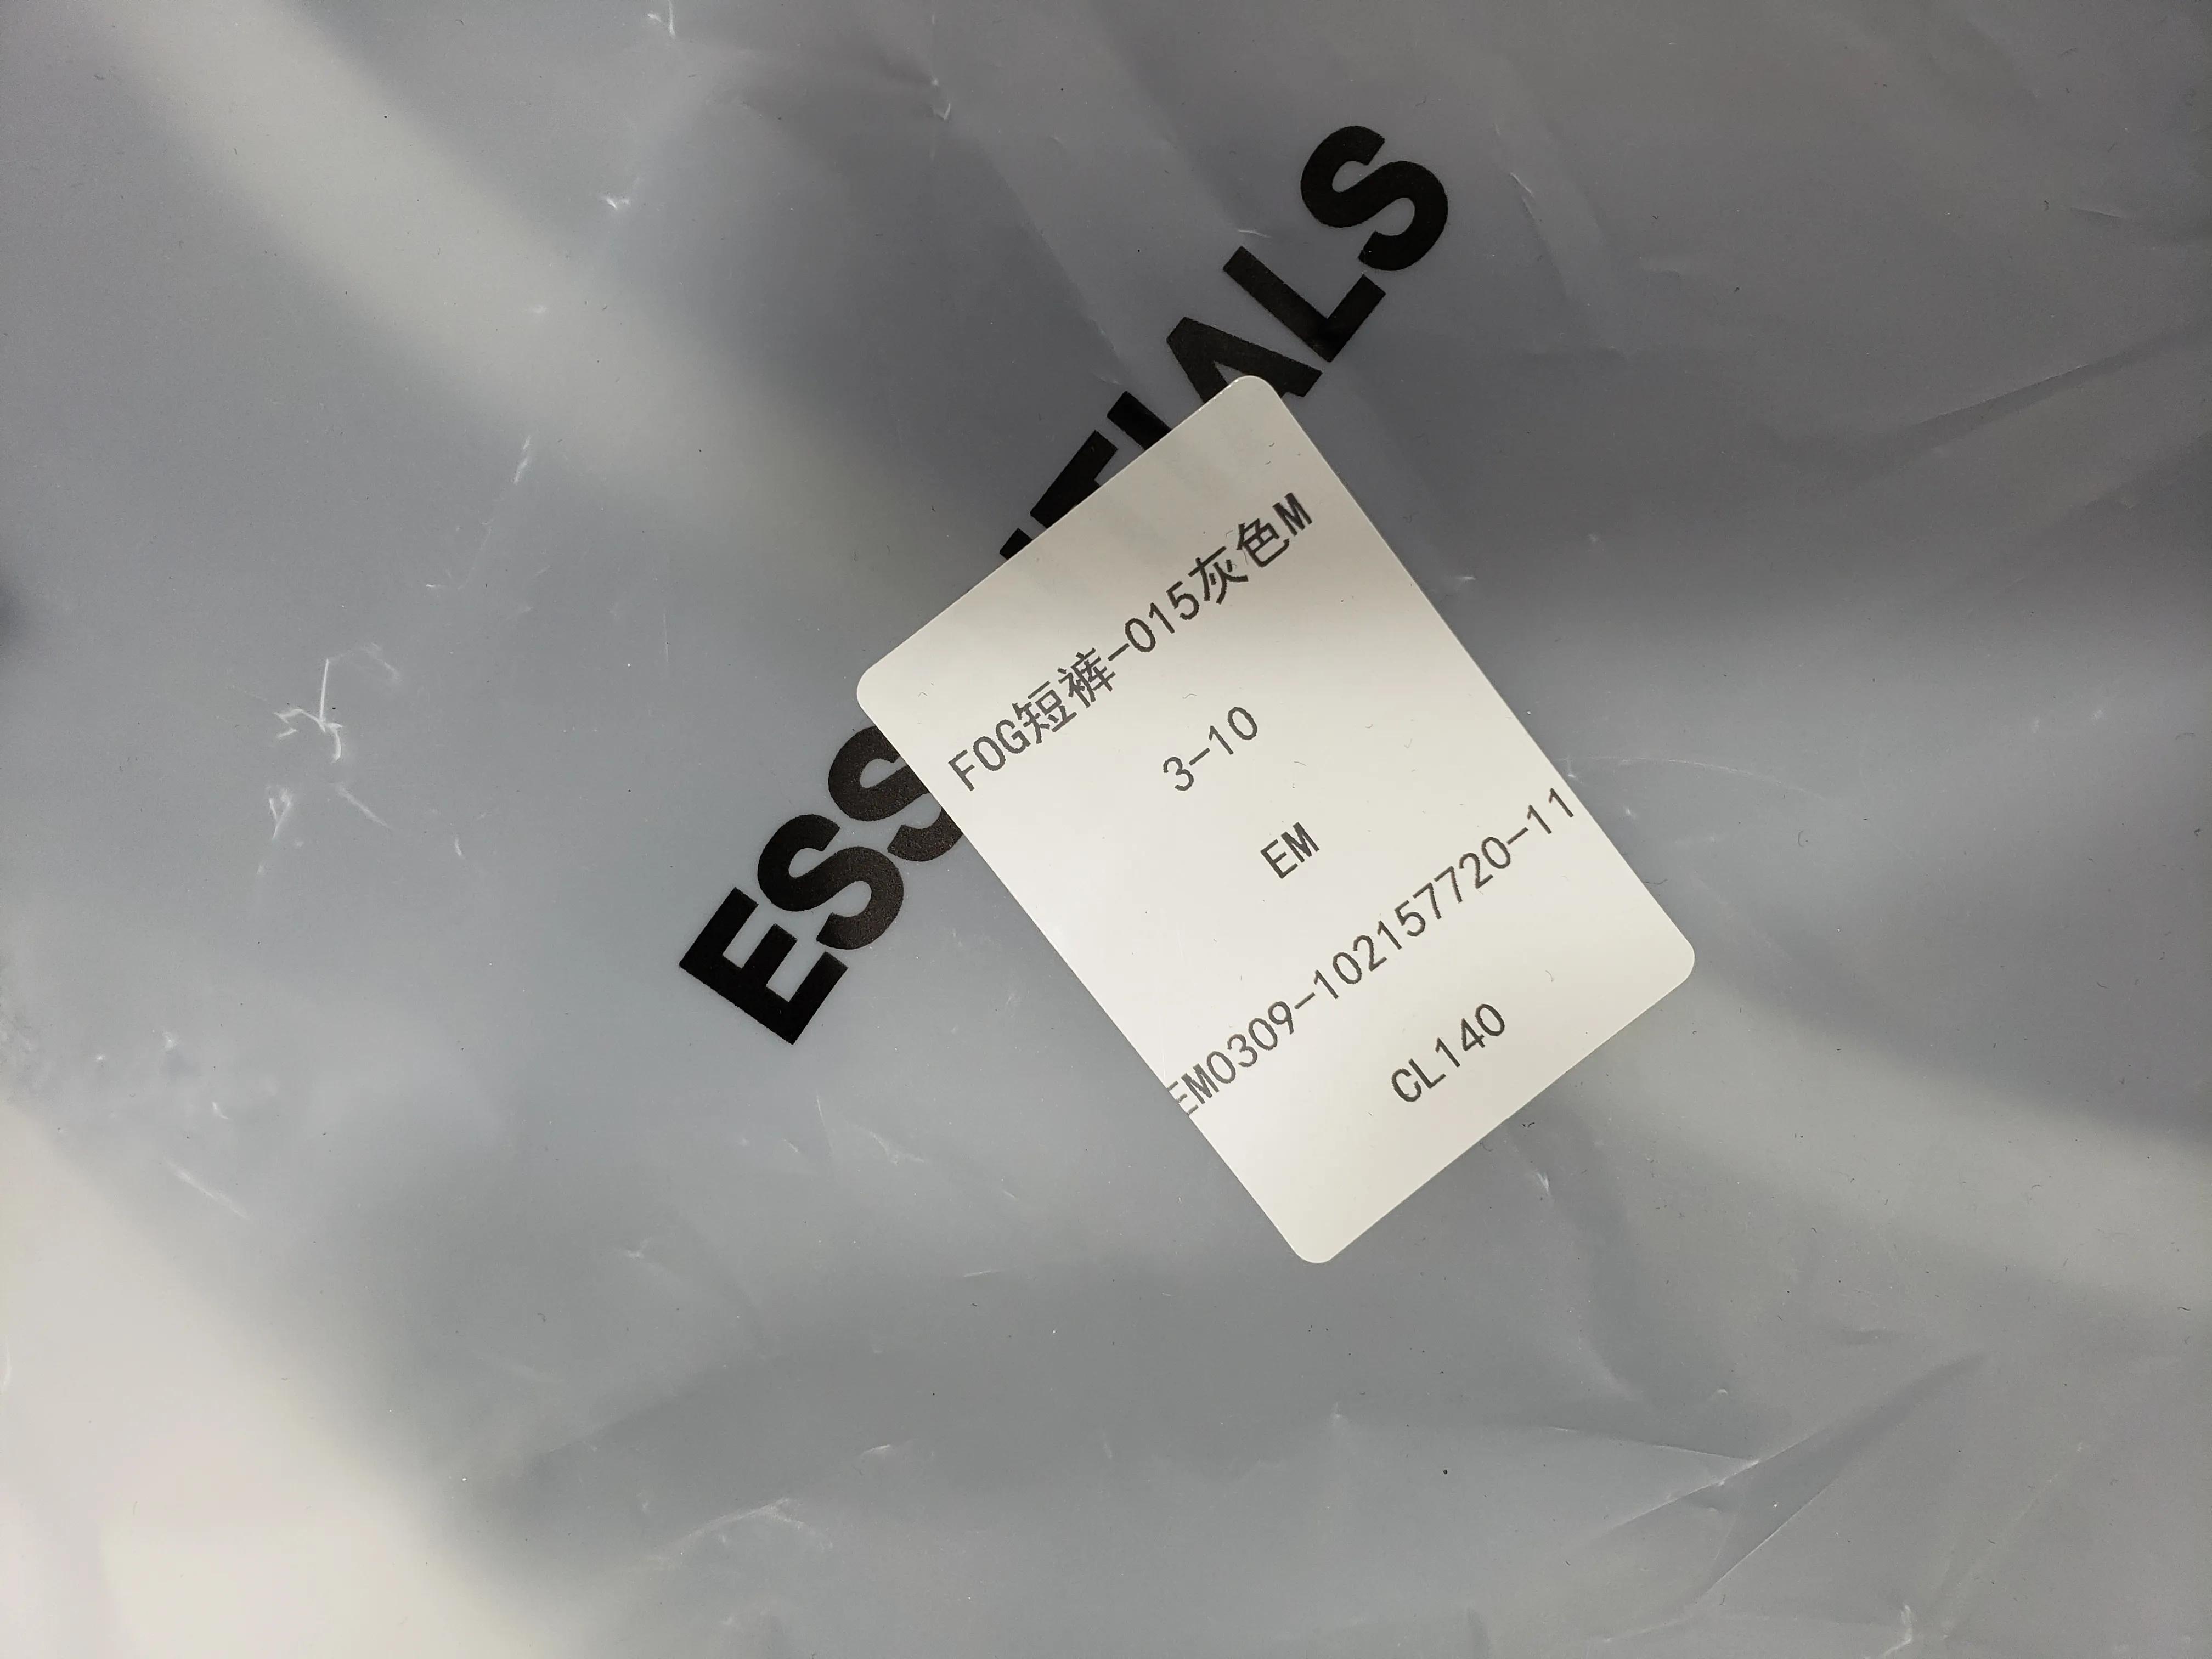 ESSENTIALS
FOG短裤-015灰色M
3-10
EM
EM0309-102157720-11
CL140